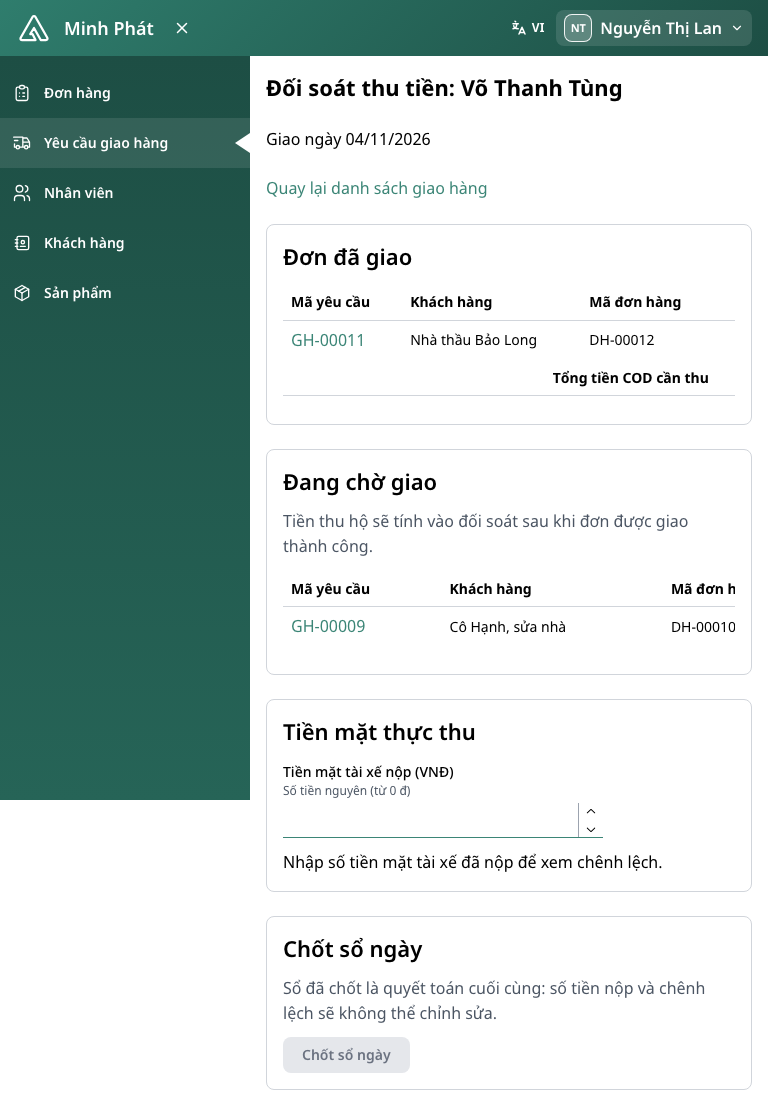 Minh Phát
VI
NT
Nguyễn Thị Lan
Đơn hàng
Yêu cầu giao hàng
Nhân viên
Khách hàng
Sản phẩm
Đối soát thu tiền: Võ Thanh Tùng
Giao ngày 04/11/2026
Quay lại danh sách giao hàng
Đơn đã giao
Mã yêu cầu Khách hàng Mã đơn hàng
GH-00011 Nhà thầu Bảo Long DH-00012
Tổng tiền COD cần thu
Đang chờ giao
Tiền thu hộ sẽ tính vào đối soát sau khi đơn được giao
thành công.
Mã yêu cầu Khách hàng Mã đơn h
GH-00009 Cô Hạnh, sửa nhà DH-00010
Tiền mặt thực thu
Tiền mặt tài xế nộp (VNĐ)
Số tiền nguyên (từ 0 đ)
Nhập số tiền mặt tài xế đã nộp để xem chênh lệch.
Chốt sổ ngày
Sổ đã chốt là quyết toán cuối cùng: số tiền nộp và chênh
lệch sẽ không thể chỉnh sửa.
Chốt sổ ngày